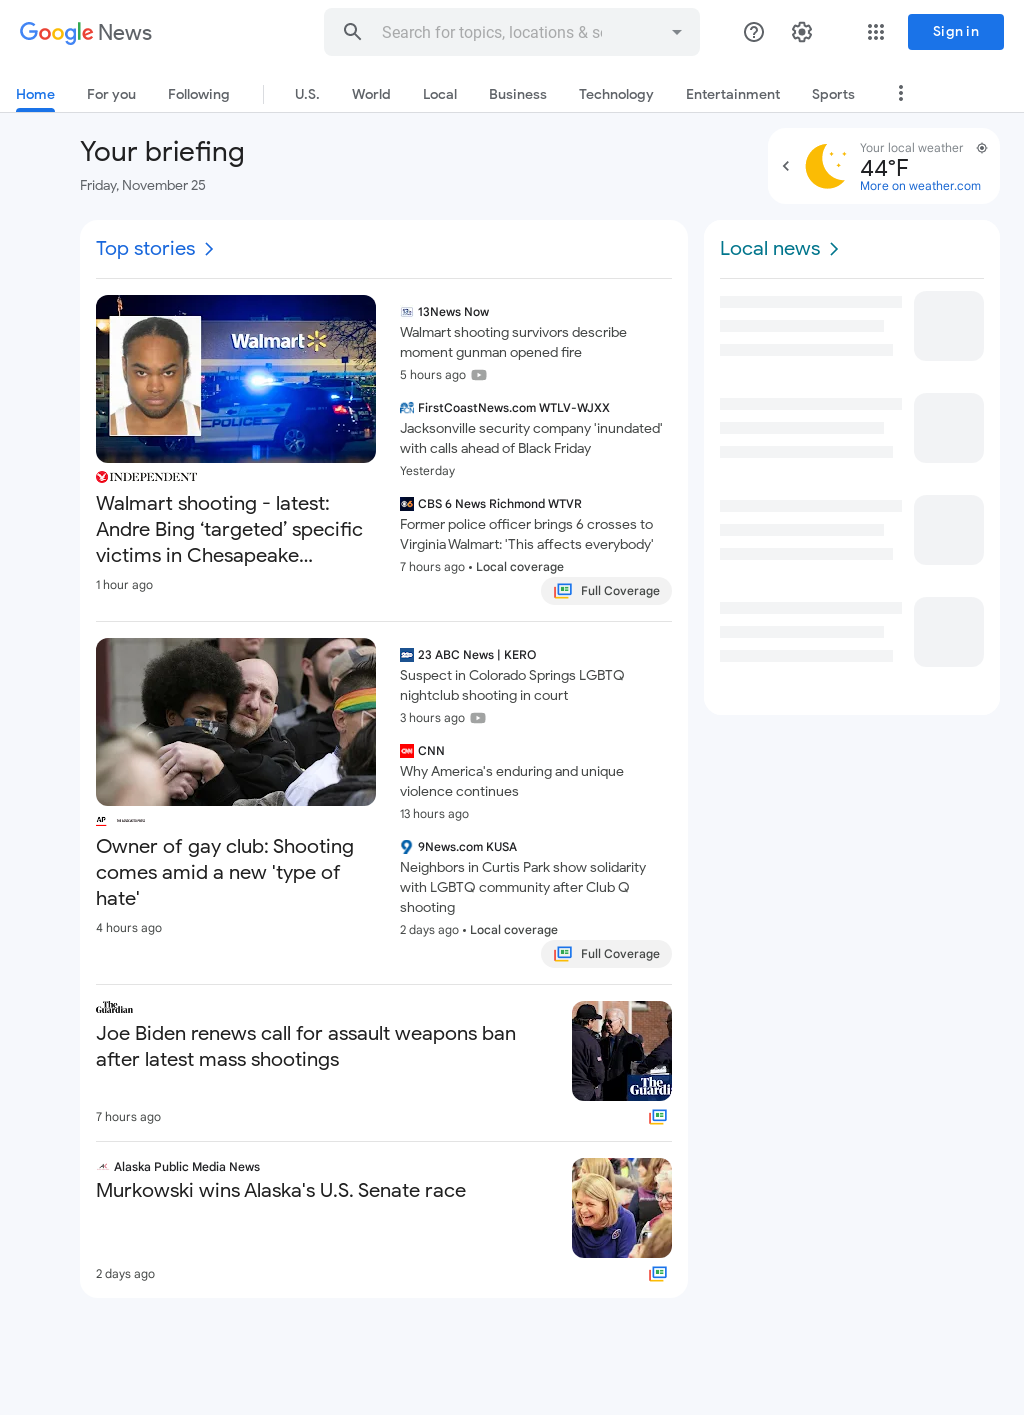 Google News
Search for topics, locations & s
Sign in
Home
For you
Following
U.S.
World
Local
Business
Technology
Entertainment
Sports
Your briefing
Friday, November 25
Your local weather
44°F
More on weather.com
Top stories
Walmart
INDEPENDENT
Walmart shooting - latest:
Andre Bing ‘targeted’ specific
victims in Chesapeake...
1 hour ago
13News Now
Walmart shooting survivors describe
moment gunman opened fire
5 hours ago
FirstCoastNews.com WTLV-WJXX
Jacksonville security company 'inundated'
with calls ahead of Black Friday
Yesterday
CBS 6 News Richmond WTVR
Former police officer brings 6 crosses to
Virginia Walmart: 'This affects everybody'
7 hours ago • Local coverage
Full Coverage
AP
Owner of gay club: Shooting
comes amid a new 'type of
hate'
4 hours ago
23 ABC News | KERO
Suspect in Colorado Springs LGBTQ
nightclub shooting in court
3 hours ago
CNN
CNN
Why America's enduring and unique
violence continues
13 hours ago
9News.com KUSA
Neighbors in Curtis Park show solidarity
with LGBTQ community after Club Q
shooting
2 days ago • Local coverage
Full Coverage
The
Guardian
Joe Biden renews call for assault weapons ban
after latest mass shootings
7 hours ago
The
Guardi
Alaska Public Media News
Murkowski wins Alaska's U.S. Senate race
2 days ago
Local news